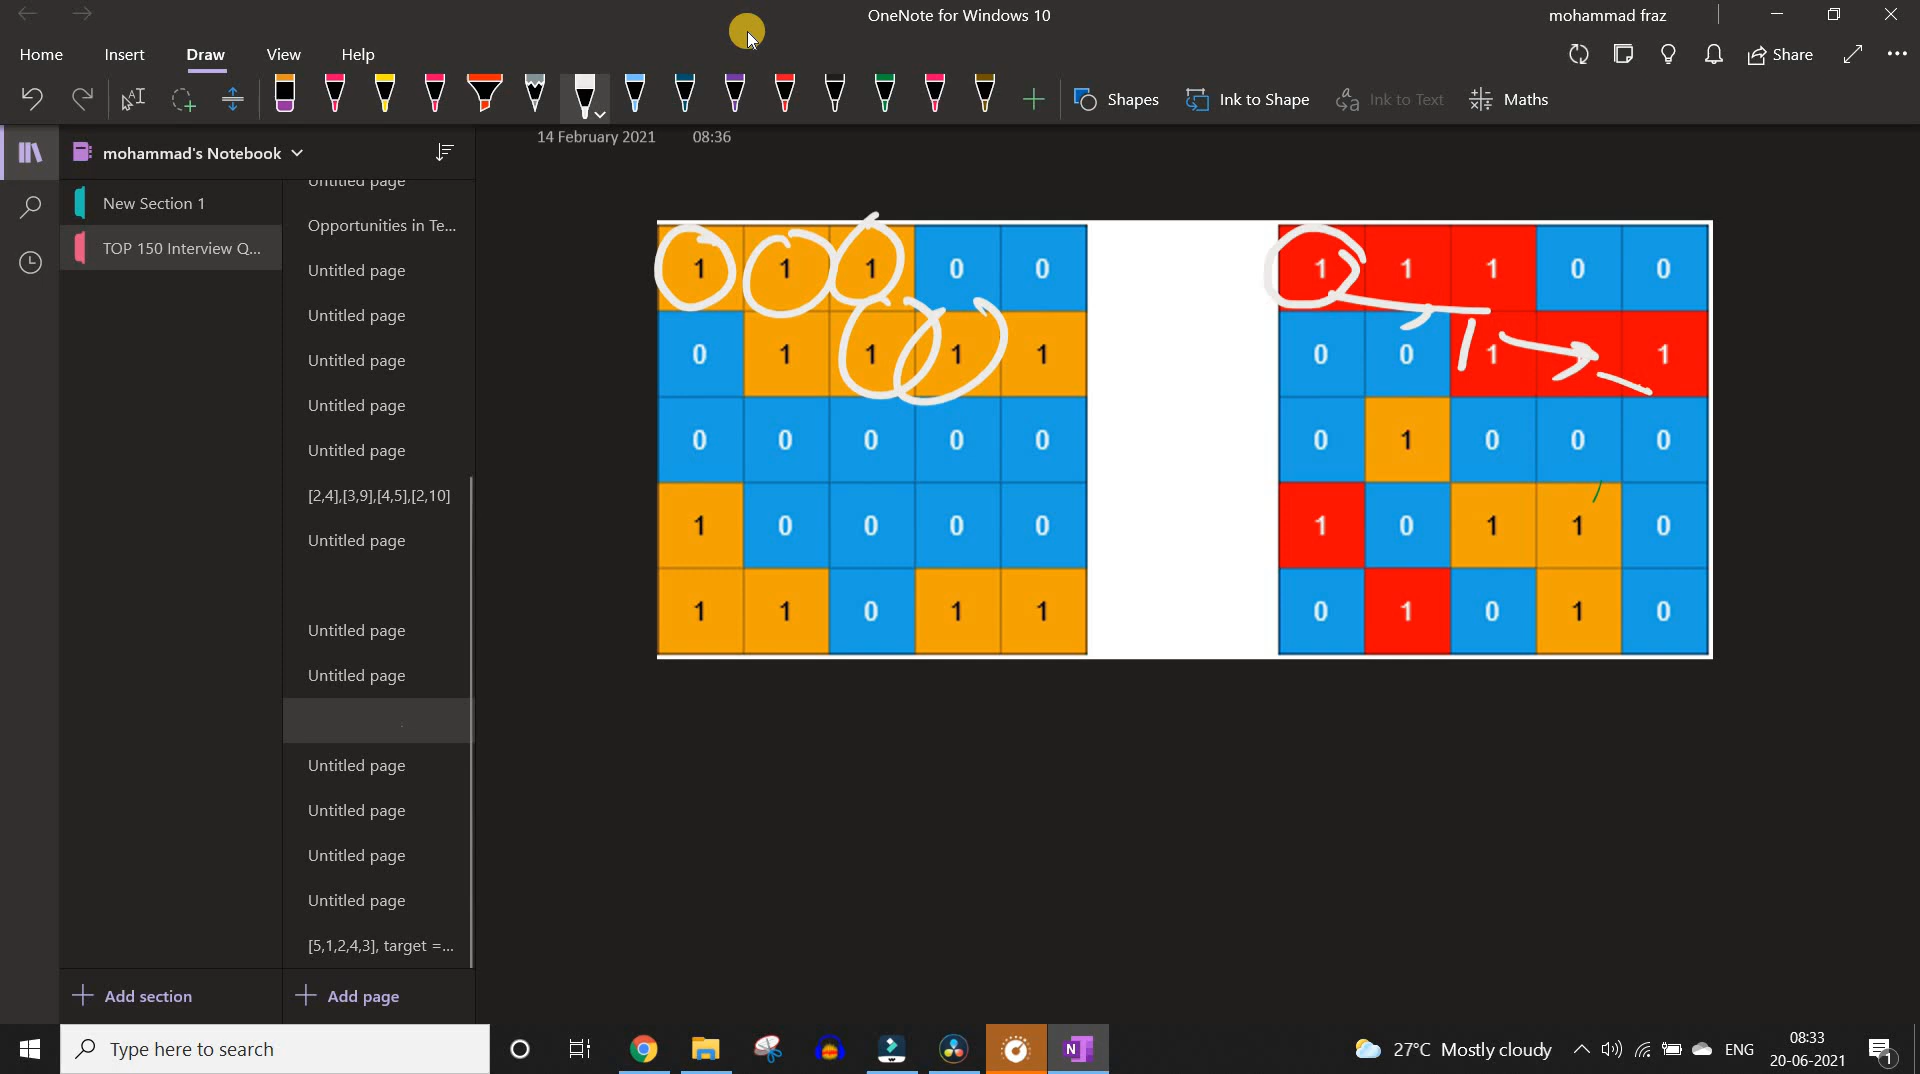 OneNote for Windows 10
mohammad fraz
Home Insert Draw View Help
Share
Shapes Ink to Shape Ink to Text Maths
14 February 2021 08:36
mohammad's Notebook
New Section 1
TOP 150 Interview Q...
Untitled page
Opportunities in Te...
Untitled page
Untitled page
Untitled page
Untitled page
Untitled page
[2,4],[3,9],[4,5],[2,10]
Untitled page
Untitled page
Untitled page
Untitled page
Untitled page
Untitled page
Untitled page
[5,1,2,4,3], target =...
Add section
Add page
1 1 1 0 0
0 1 1 1 1
0 0 0 0 0
1 0 0 0 0
1 1 0 1 1
1 1 1 0 0
0 0 1 1
0 1 0 0 0
1 0 1 1 0
0 1 0 1 0
Type here to search
27°C Mostly cloudy
ENG
08:33
20-06-2021
1